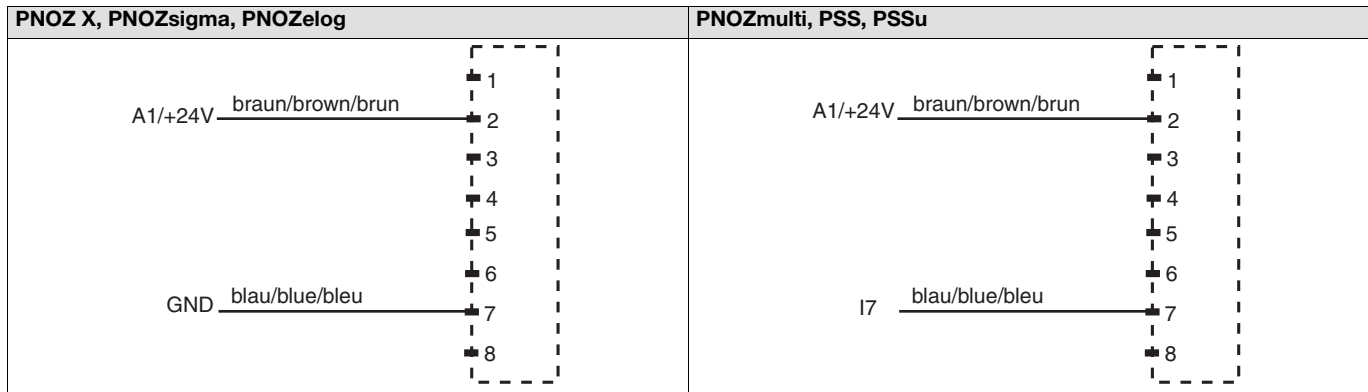 PNOZ X, PNOZsigma, PNOZelog
1
A1/+24V braun/brown/brun 2
3
4
5
6
GND blau/blue/bleu 7
8
PNOZmulti, PSS, PSSu
1
A1/+24V braun/brown/brun 2
3
4
5
6
I7 blau/blue/bleu 7
8